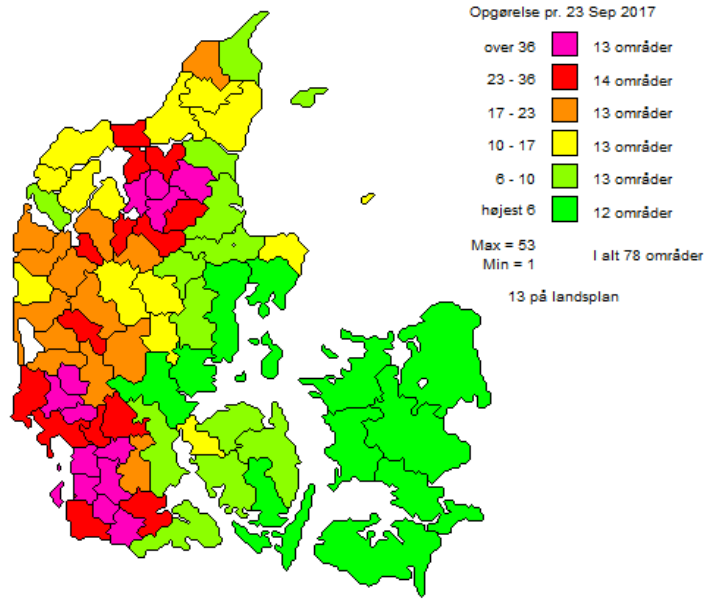 Opgørelse pr. 23 Sep 2017
over 36 13 områder
23 - 36 14 områder
17 - 23 13 områder
10 - 17 13 områder
6 - 10 13 områder
højest 6 12 områder
Max = 53
Min = 1
I alt 78 områder
13 på landsplan